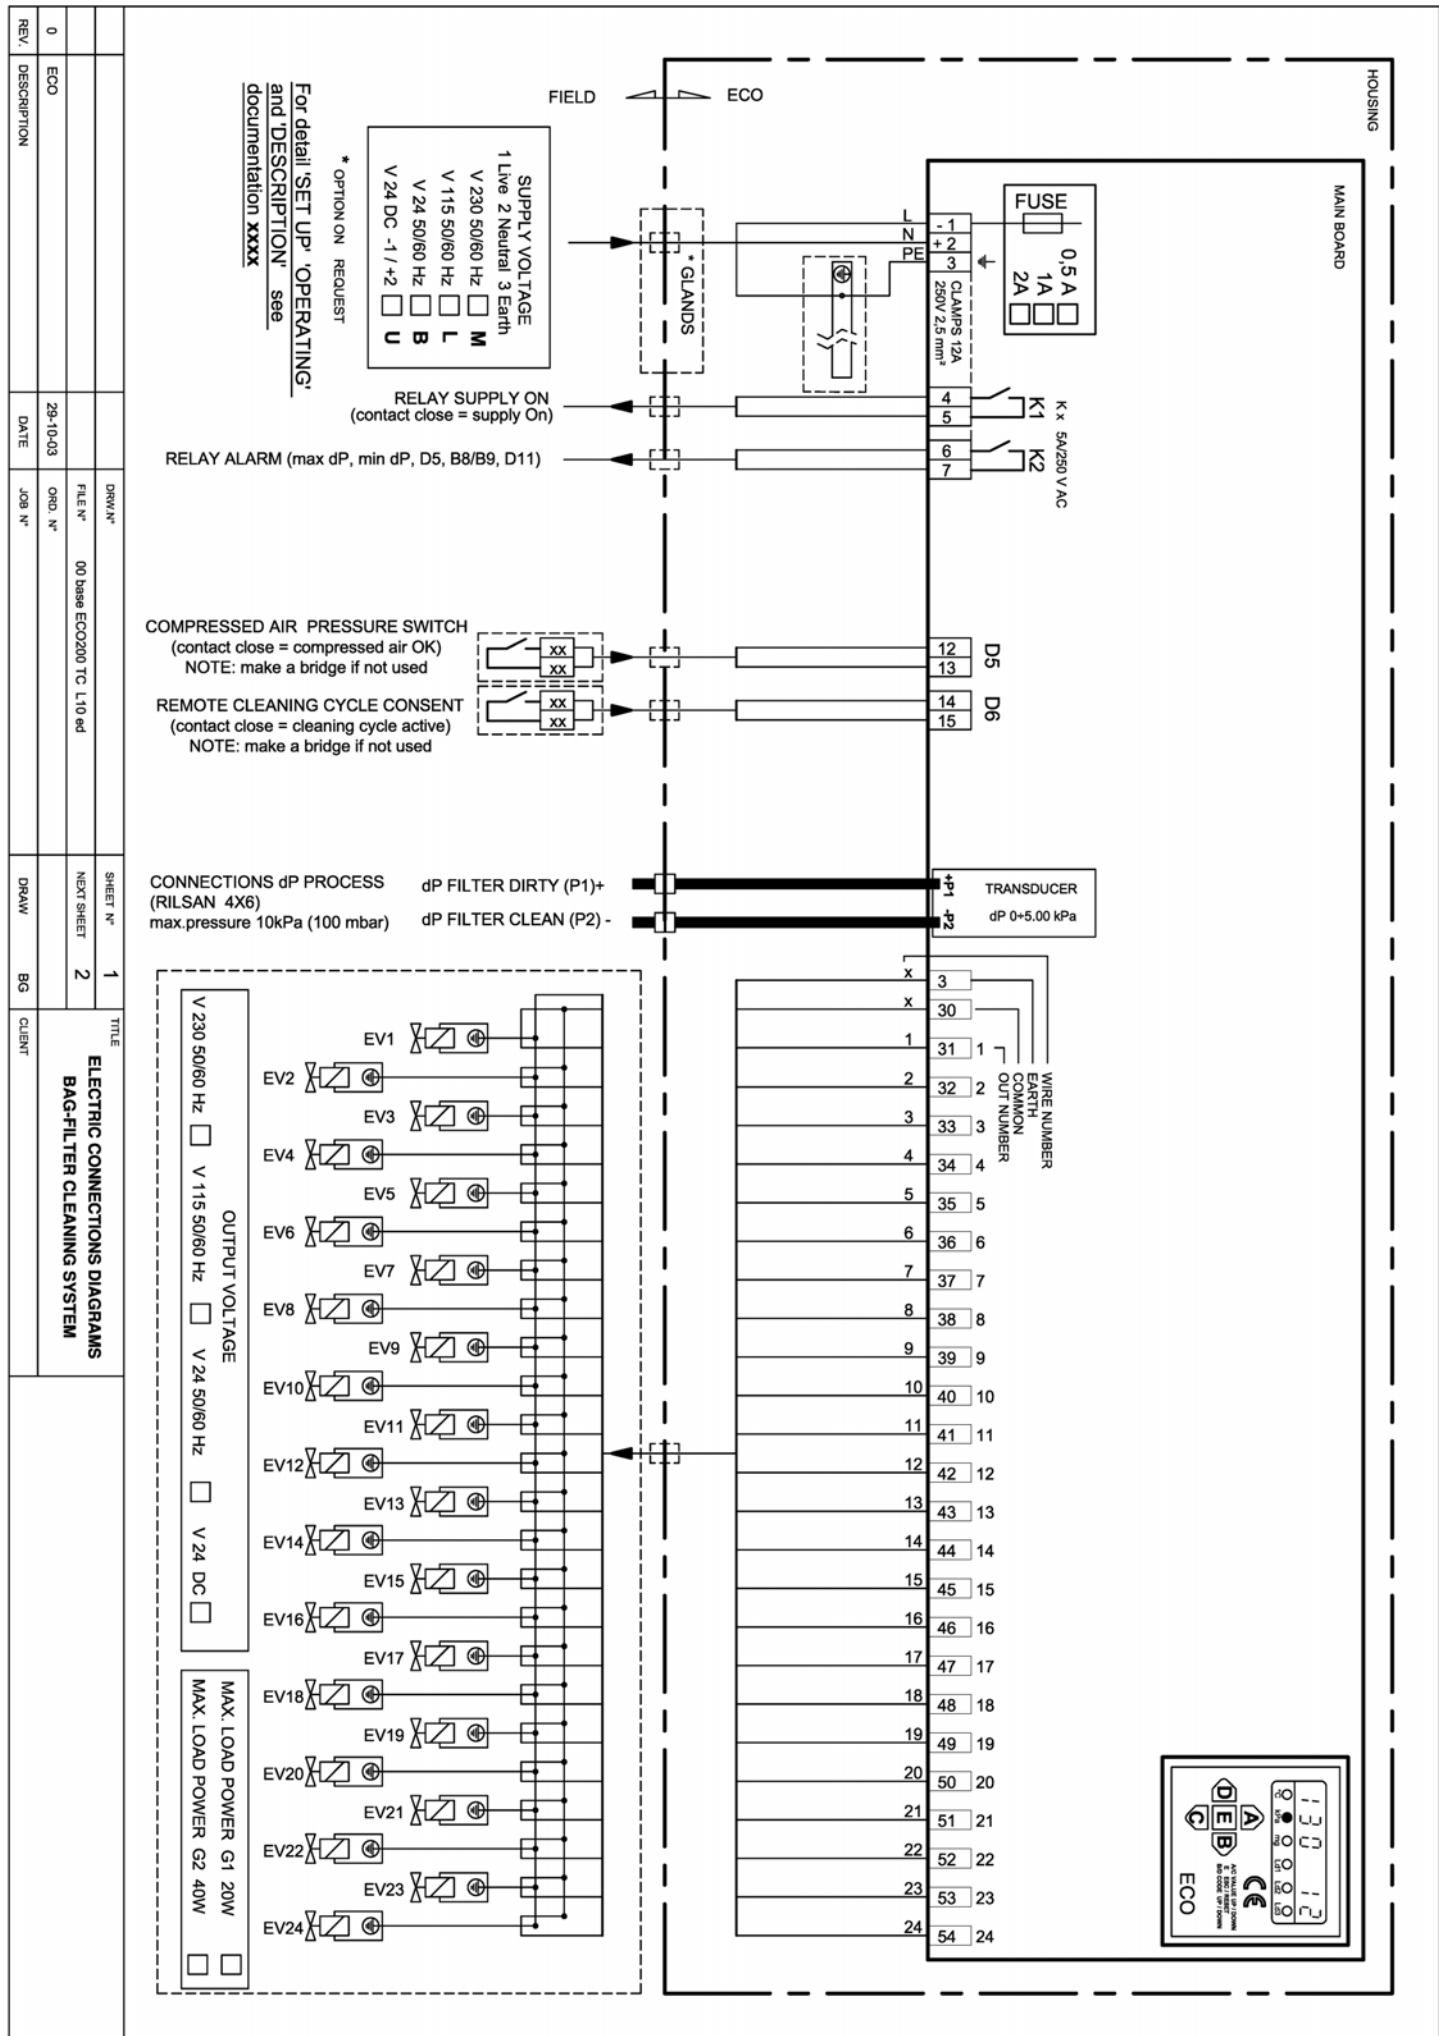 HOUSING
MAIN BOARD
FIELD
ECO
FUSE
0,5 A
1A
2A
L
N
PE
- 1
+ 2
3
CLAMPS 12A
250V 2,5 mm²
* GLANDS
SUPPLY VOLTAGE
1 Live 2 Neutral 3 Earth
V 230 50/60 Hz M
V 115 50/60 Hz L
V 24 50/60 Hz B
V 24 DC -1 / +2 U
* OPTION ON REQUEST
For detail 'SET UP' 'OPERATING'
and 'DESCRIPTION' see
documentation xxxx
RELAY SUPPLY ON
(contact close = supply On)
4
5
K1
K x 5A/250 V AC
RELAY ALARM (max dP, min dP, D5, B8/B9, D11)
6
7
K2
COMPRESSED AIR PRESSURE SWITCH
(contact close = compressed air OK)
NOTE: make a bridge if not used
XX
XX
12
13
D5
REMOTE CLEANING CYCLE CONSENT
(contact close = cleaning cycle active)
NOTE: make a bridge if not used
XX
XX
14
15
D6
CONNECTIONS dP PROCESS
(RILSAN 4X6)
max.pressure 10kPa (100 mbar)
dP FILTER DIRTY (P1)+
dP FILTER CLEAN (P2) -
+P1
-P2
TRANSDUCER
dP 0÷5.00 kPa
x 3
x 30
WIRE NUMBER
EARTH
COMMON
OUT NUMBER
EV1 1 31 1
EV2 2 32 2
EV3 3 33 3
EV4 4 34 4
EV5 5 35 5
EV6 6 36 6
EV7 7 37 7
EV8 8 38 8
EV9 9 39 9
EV10 10 40 10
EV11 11 41 11
EV12 12 42 12
EV13 13 43 13
EV14 14 44 14
EV15 15 45 15
EV16 16 46 16
EV17 17 47 17
EV18 18 48 18
EV19 19 49 19
EV20 20 50 20
EV21 21 51 21
EV22 22 52 22
EV23 23 53 23
EV24 24 54 24
OUTPUT VOLTAGE
V 230 50/60 Hz V 115 50/60 Hz V 24 50/60 Hz V 24 DC
MAX. LOAD POWER G1 20W
MAX. LOAD POWER G2 40W
130 12
°C kPa mg Ld1 Ld2 Ld3
A
D E B
C
CE
A/C VALUE UP / DOWN
E ESC / RESET
B/D CODE UP / DOWN
ECO
0 ECO 29-10-03
REV. DESCRIPTION DATE
DRW.N°
FILE N° 00 base ECO200 TC L10 ed
ORD. N°
JOB N°
SHEET N° 1
NEXT SHEET 2
DRAW BG
TITLE
ELECTRIC CONNECTIONS DIAGRAMS
BAG-FILTER CLEANING SYSTEM
CLIENT